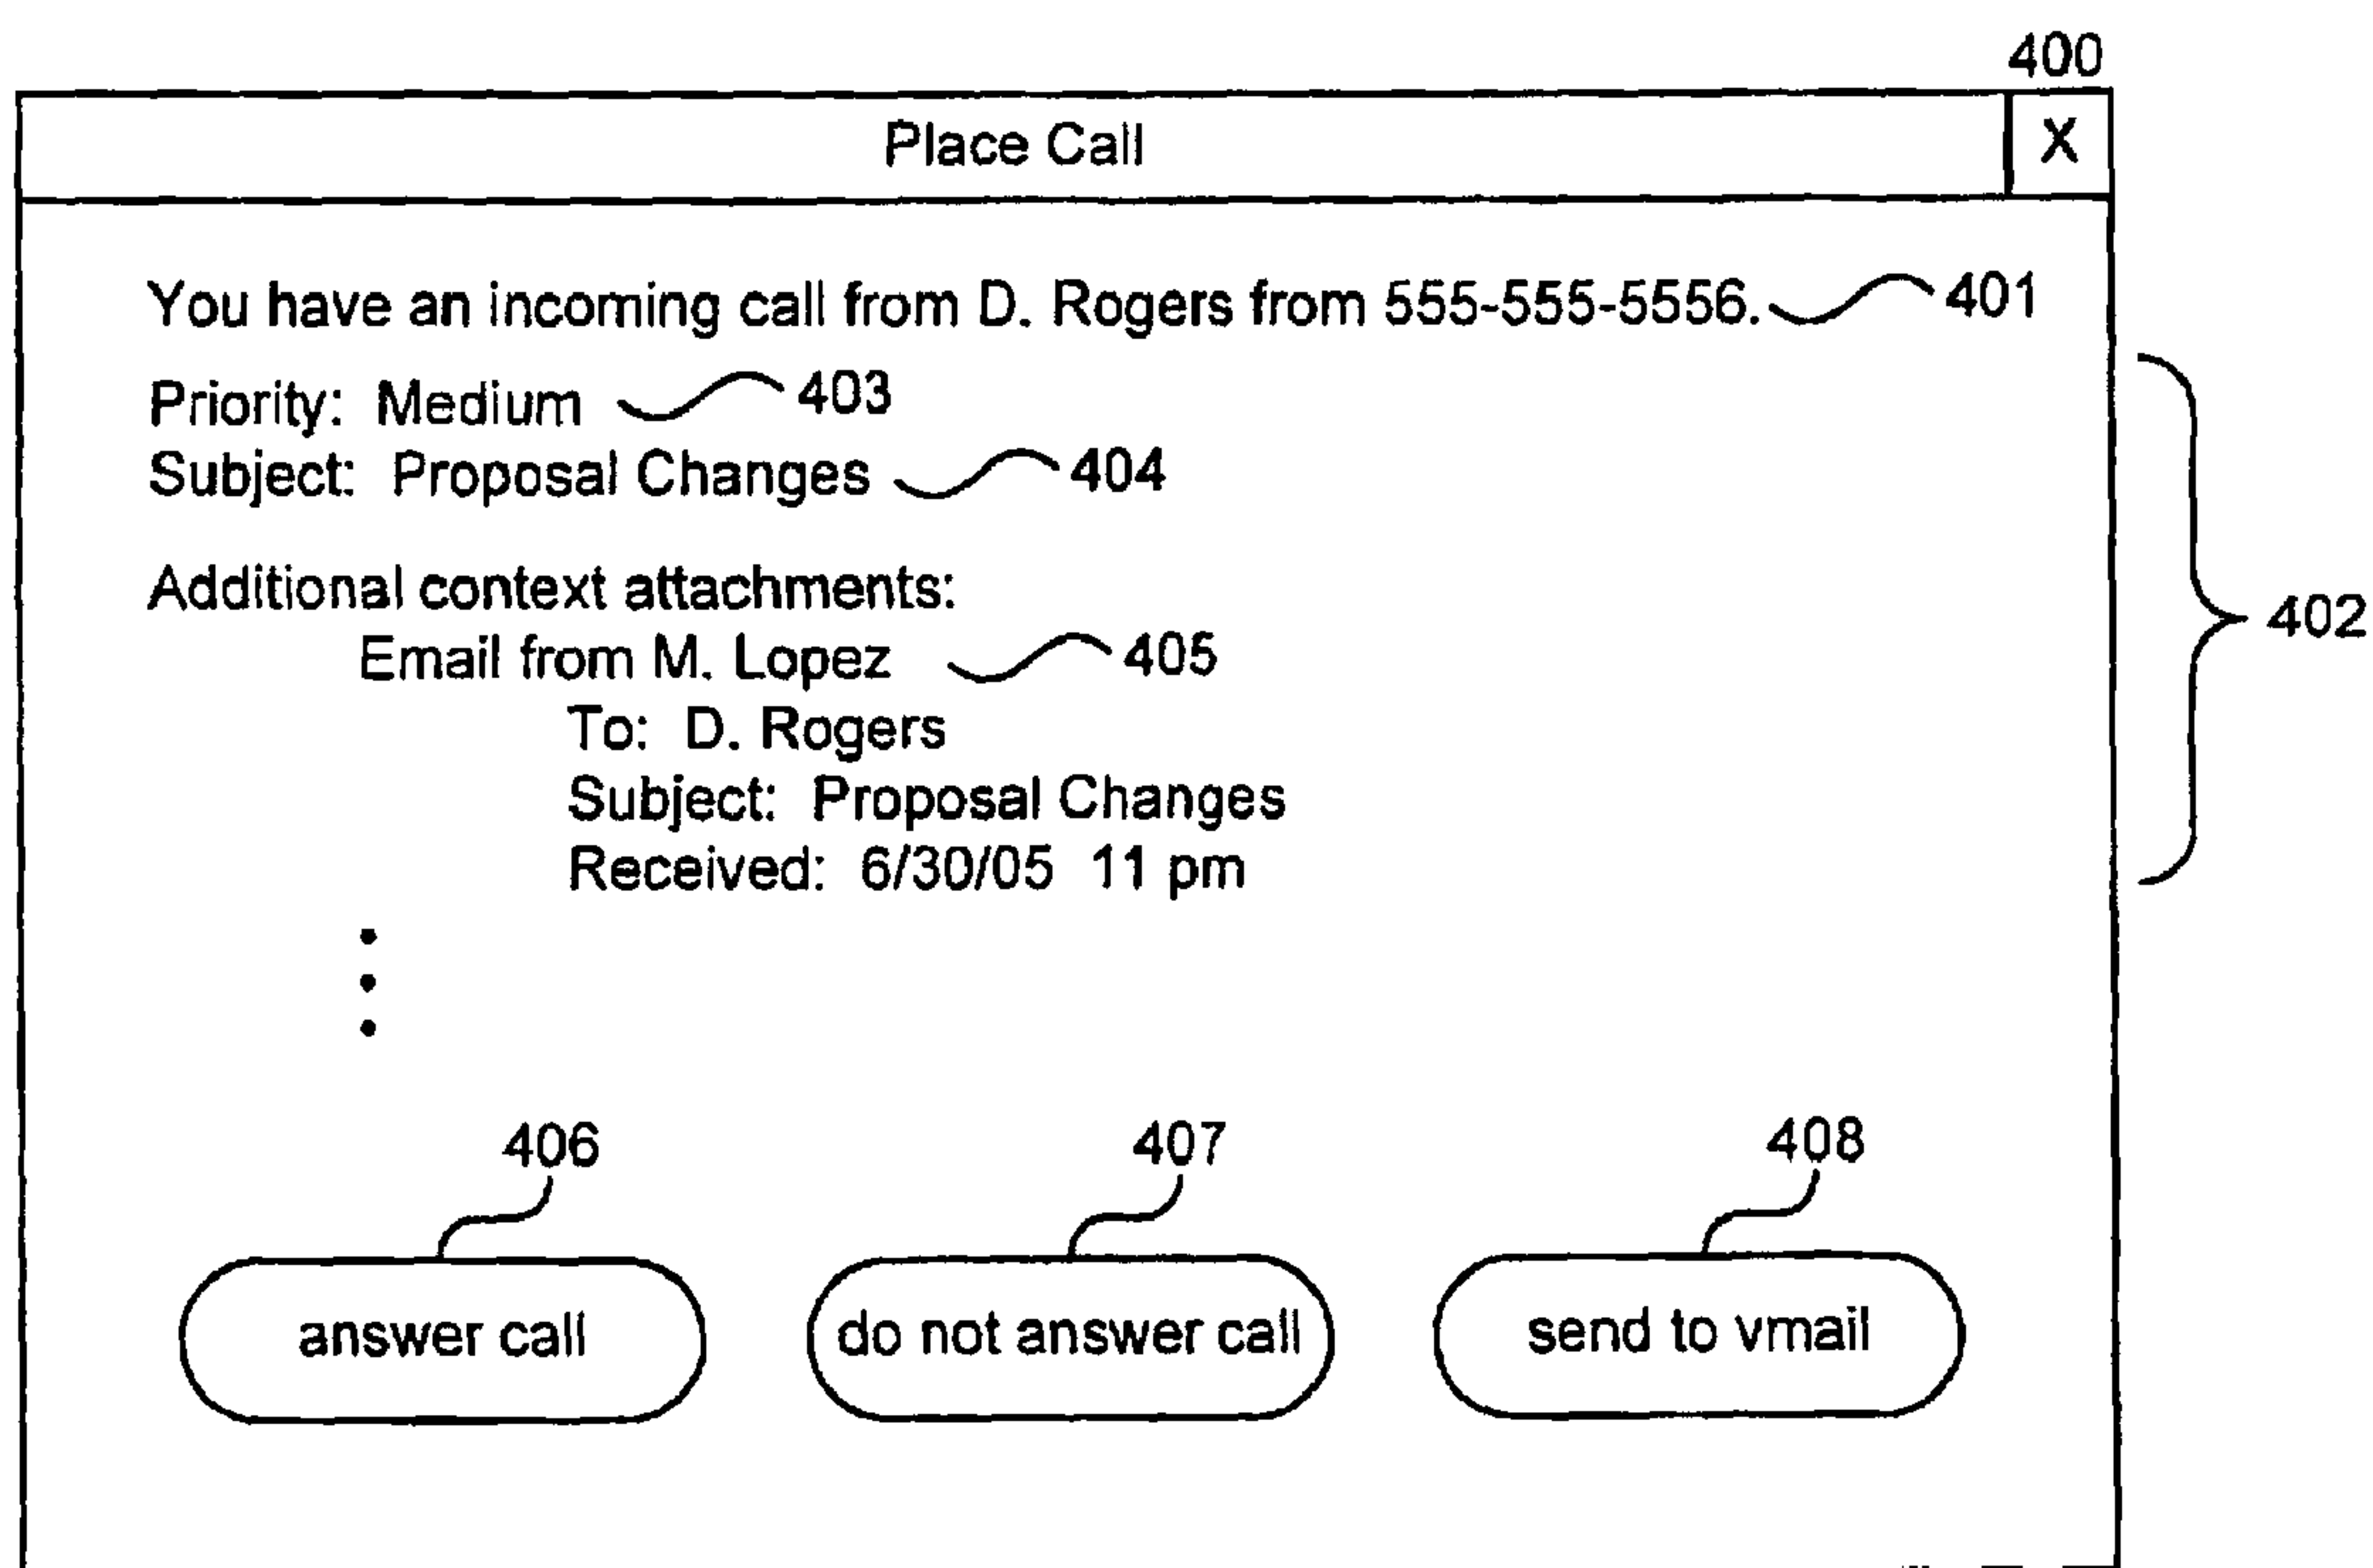 400
Place Call X
You have an incoming call from D. Rogers from 555-555-5556. 401
Priority: Medium 403
Subject: Proposal Changes 404
Additional context attachments:
402
Email from M. Lopez 405
To: D. Rogers
Subject: Proposal Changes
Received: 6/30/05 11 pm
406 407 408
answer call do not answer call send to vmail